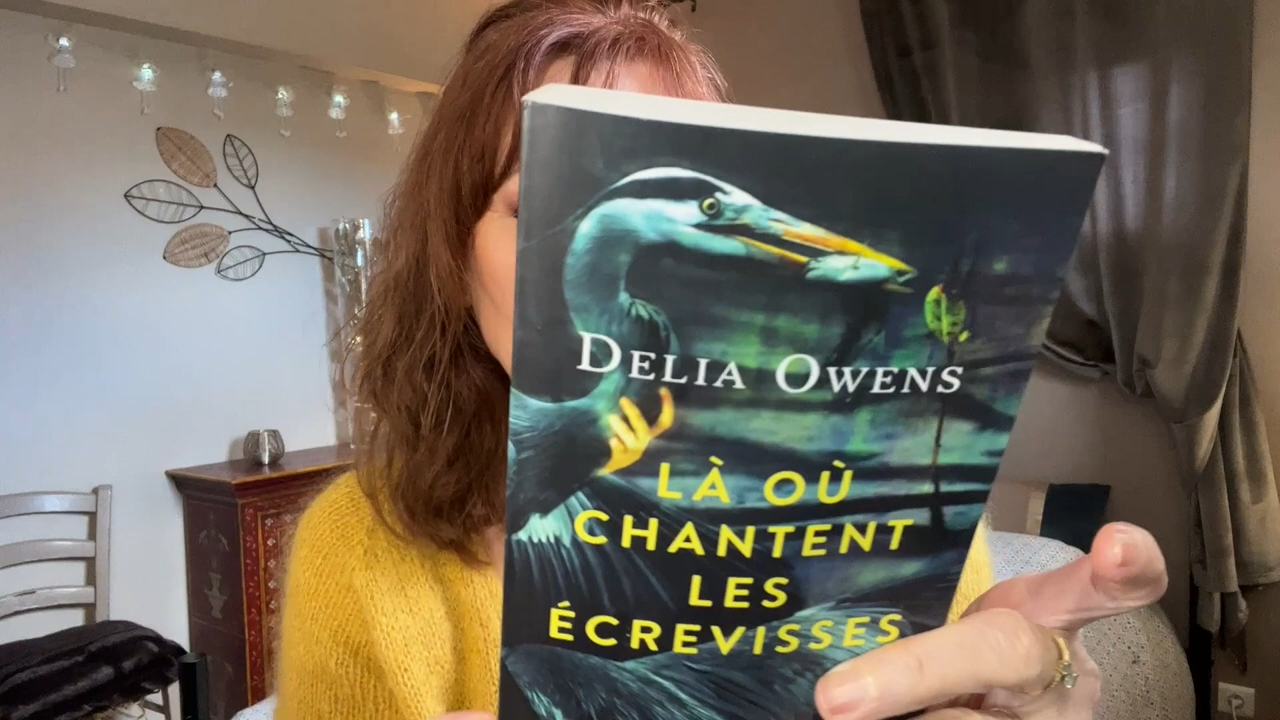 DELIA OWENS
LÀ OÙ
CHANTENT
LES
ÉCREVISSES